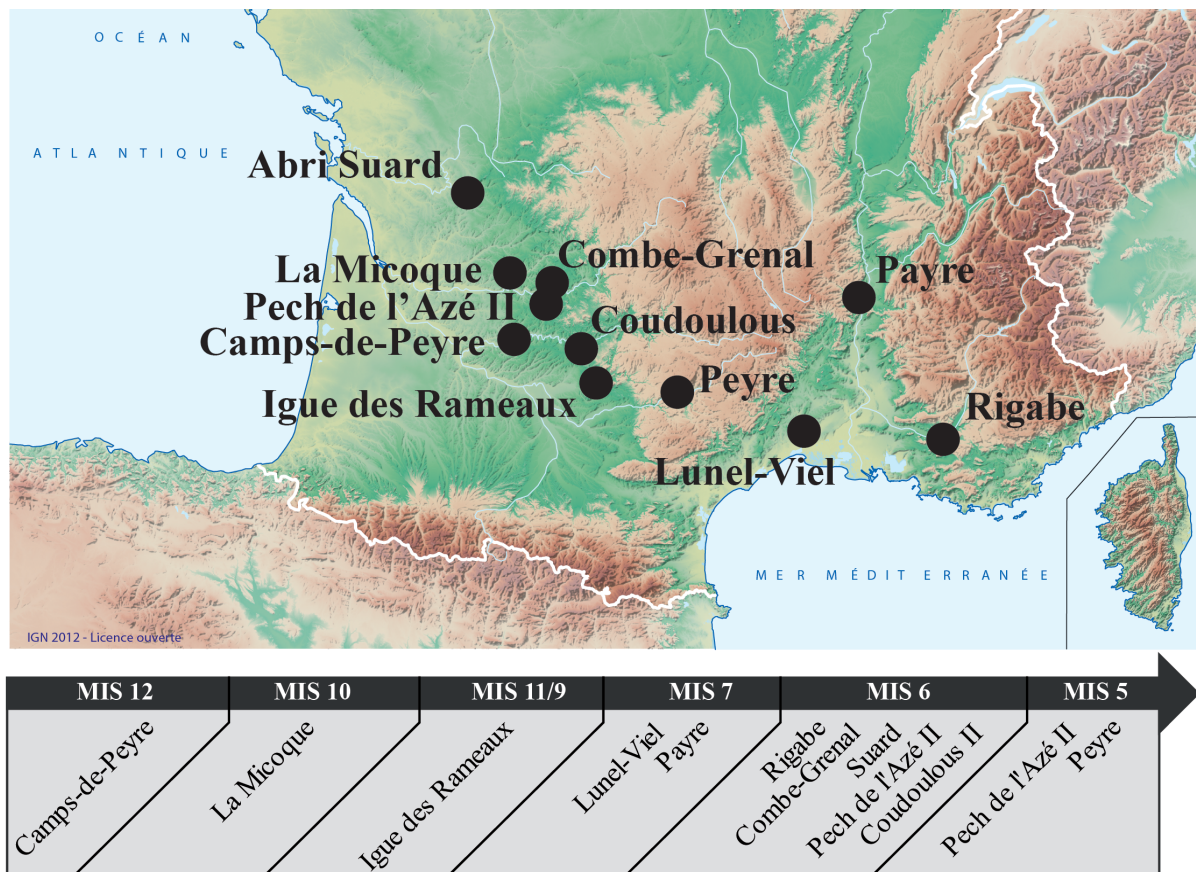 OCÉAN
ATLANTIQUE
Abri Suard
La Micoque
Combe-Grenal
Pech de l'Azé II
Payre
Coudoulous
Camps-de-Peyre
Peyre
Igue des Rameaux
Rigabe
Lunel-Viel
MER MÉDITERRANÉE
IGN 2012 - Licence ouverte
MIS 12
MIS 10
MIS 11/9
MIS 7
MIS 6
MIS 5
Camps-de-Peyre
La Micoque
Igue des Rameaux
Lunel-Viel
Payre
Rigabe
Combe-Grenal
Suard
Pech de l'Azé II
Coudoulous II
Pech de l'Azé II
Peyre